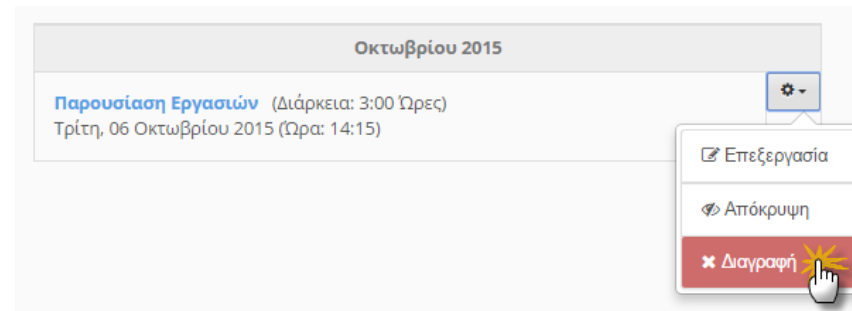 Οκτωβρίου 2015
Παρουσίαση Εργασιών (Διάρκεια: 3:00 Ώρες)
Τρίτη, 06 Οκτωβρίου 2015 (Ώρα: 14:15)
Επεξεργασία
Απόκρυψη
Διαγραφή